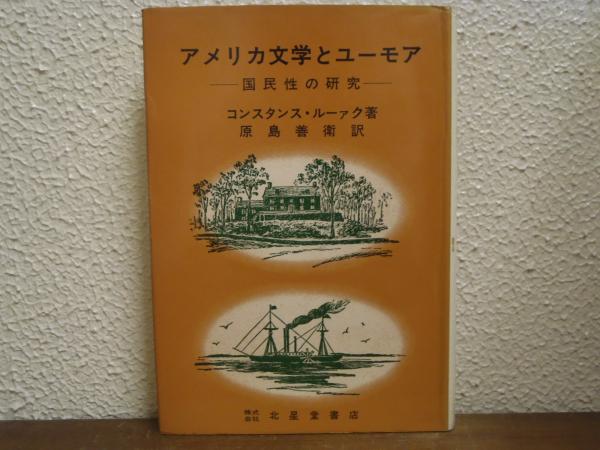 アメリカ文学とユーモア
―国民性の研究―
コンスタンス・ルーァク著
原島善衛訳
株式会社 北星堂書店